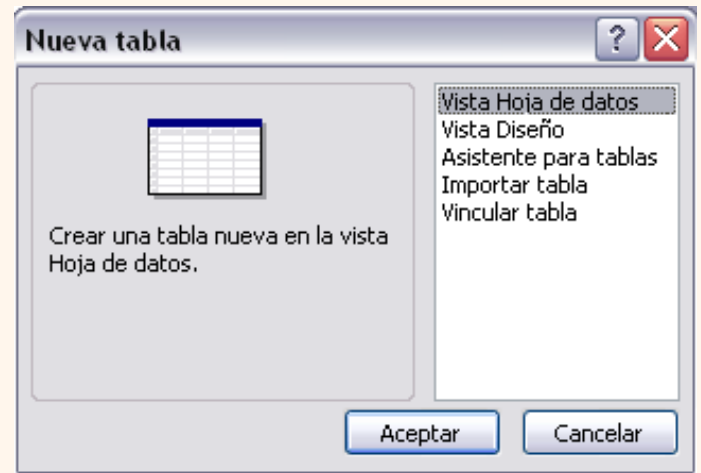 Nueva tabla
?
Crear una tabla nueva en la vista
Hoja de datos.
Vista Hoja de datos
Vista Diseño
Asistente para tablas
Importar tabla
Vincular tabla
Aceptar
Cancelar